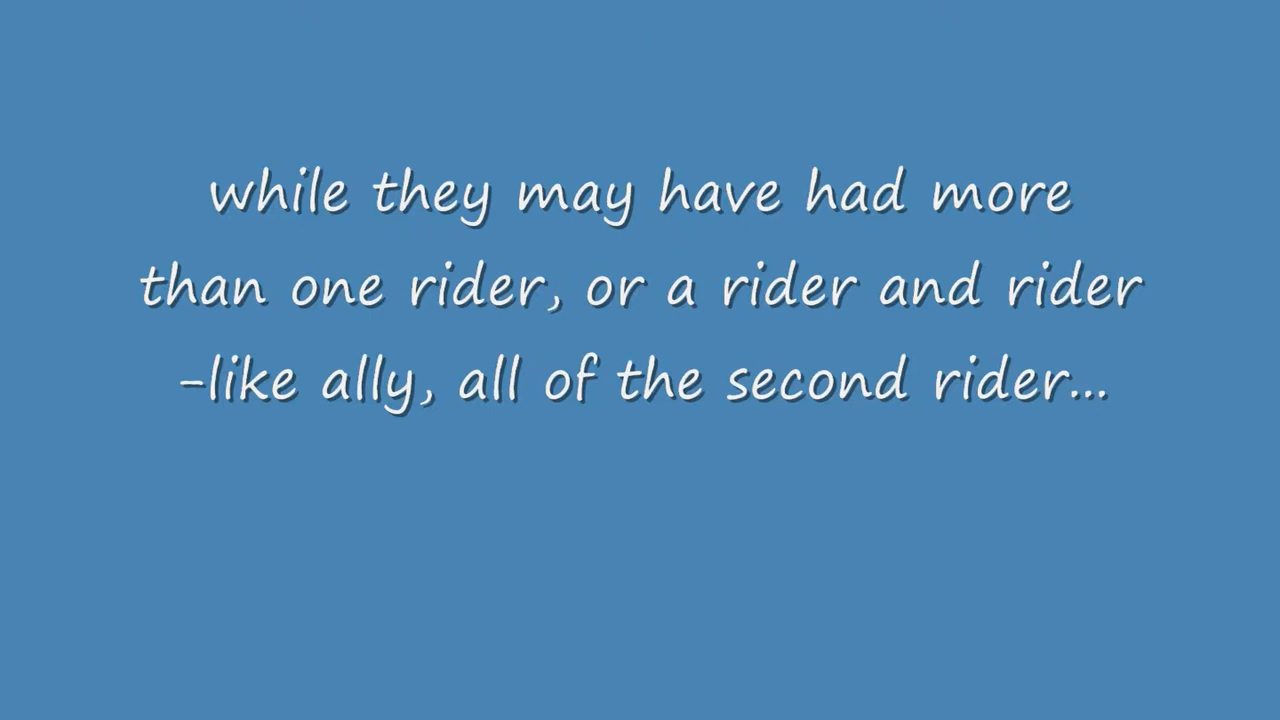 while they may have had more
than one rider, or a rider and rider
-like ally, all of the second rider...